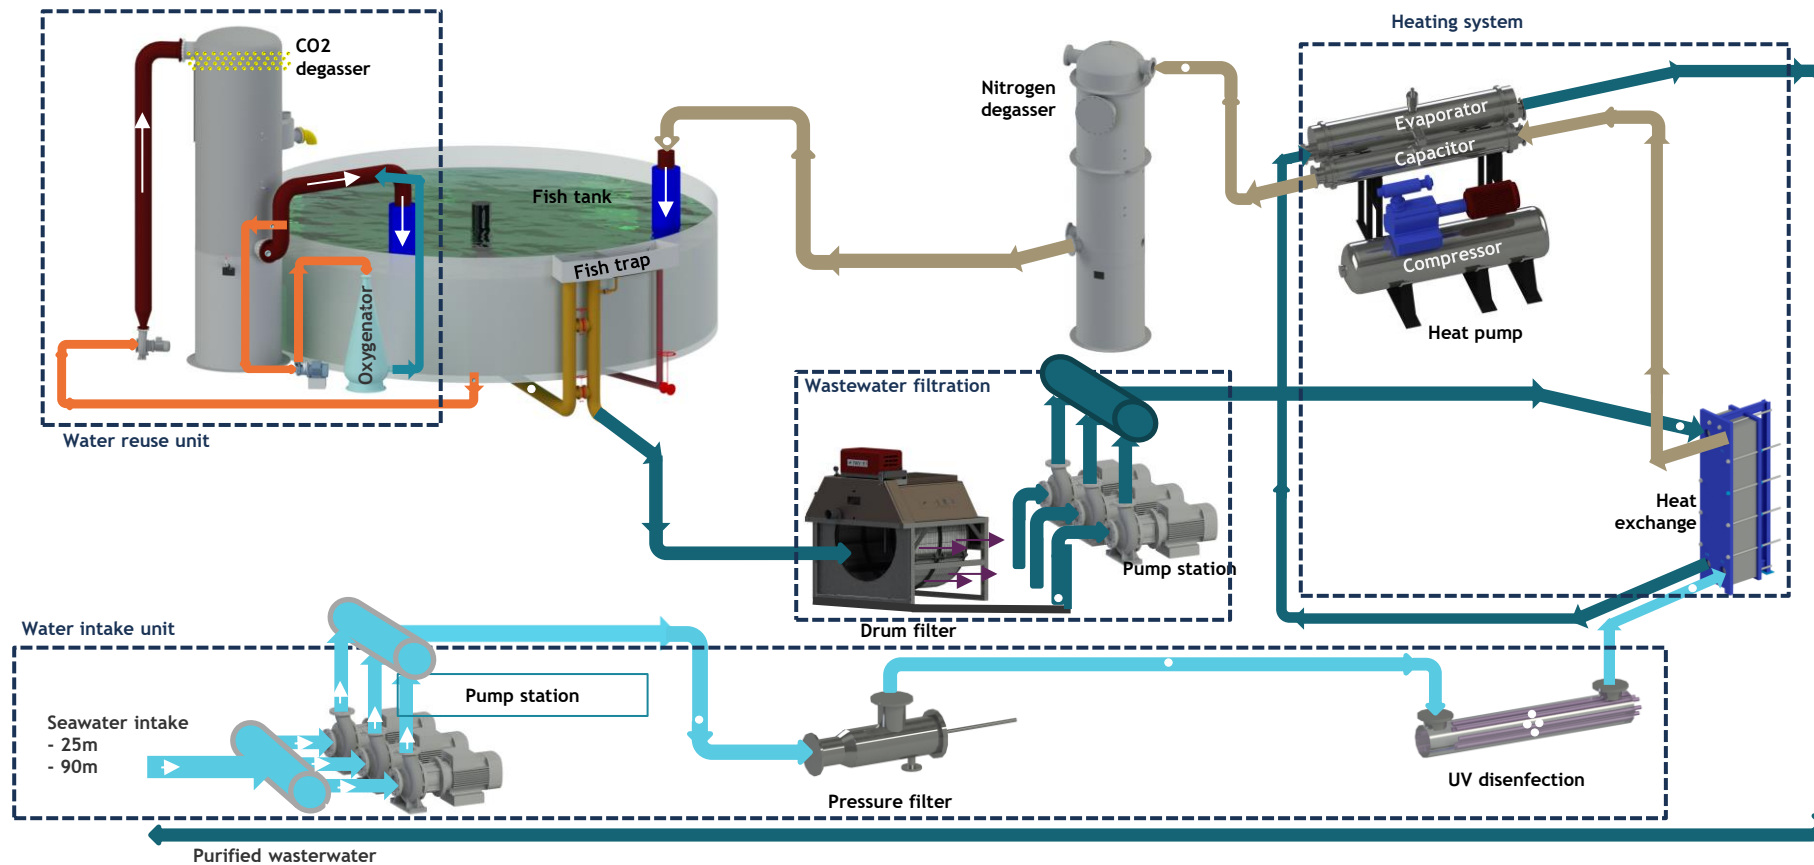 Heating system
CO2
degasser
Nitrogen
degasser
Evaporator
Capacitor
Compressor
Heat pump
Fish tank
Fish trap
Oxygenator
Water reuse unit
Wastewater filtration
Heat
exchange
Pump station
Drum filter
Water intake unit
Pump station
Seawater intake
- 25m
- 90m
Pressure filter
UV disenfection
Purified wasterwater